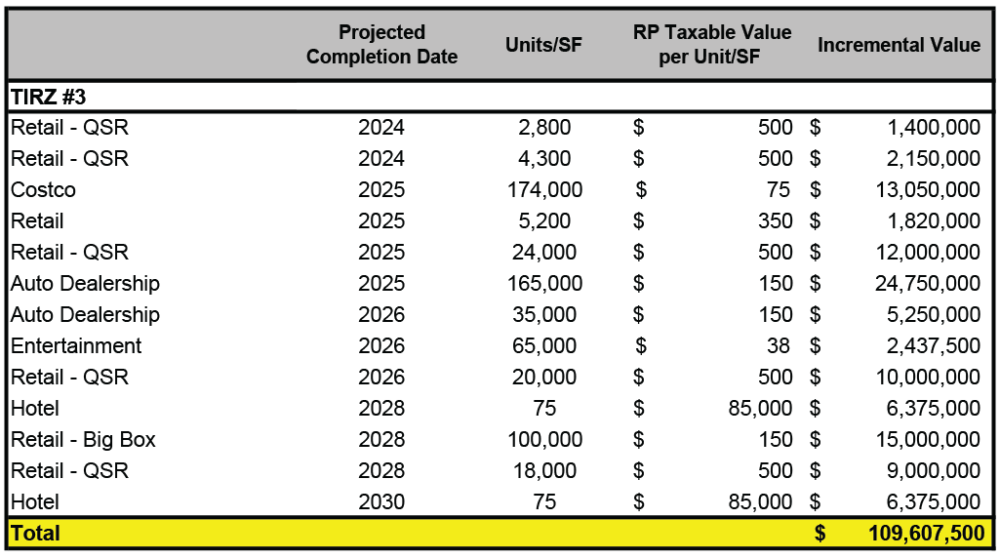 Projected Completion Date Units/SF RP Taxable Value per Unit/SF Incremental Value
TIRZ #3
Retail - QSR 2024 2,800 $ 500 $ 1,400,000
Retail - QSR 2024 4,300 $ 500 $ 2,150,000
Costco 2025 174,000 $ 75 $ 13,050,000
Retail 2025 5,200 $ 350 $ 1,820,000
Retail - QSR 2025 24,000 $ 500 $ 12,000,000
Auto Dealership 2025 165,000 $ 150 $ 24,750,000
Auto Dealership 2026 35,000 $ 150 $ 5,250,000
Entertainment 2026 65,000 $ 38 $ 2,437,500
Retail - QSR 2026 20,000 $ 500 $ 10,000,000
Hotel 2028 75 $ 85,000 $ 6,375,000
Retail - Big Box 2028 100,000 $ 150 $ 15,000,000
Retail - QSR 2028 18,000 $ 500 $ 9,000,000
Hotel 2030 75 $ 85,000 $ 6,375,000
Total $ 109,607,500